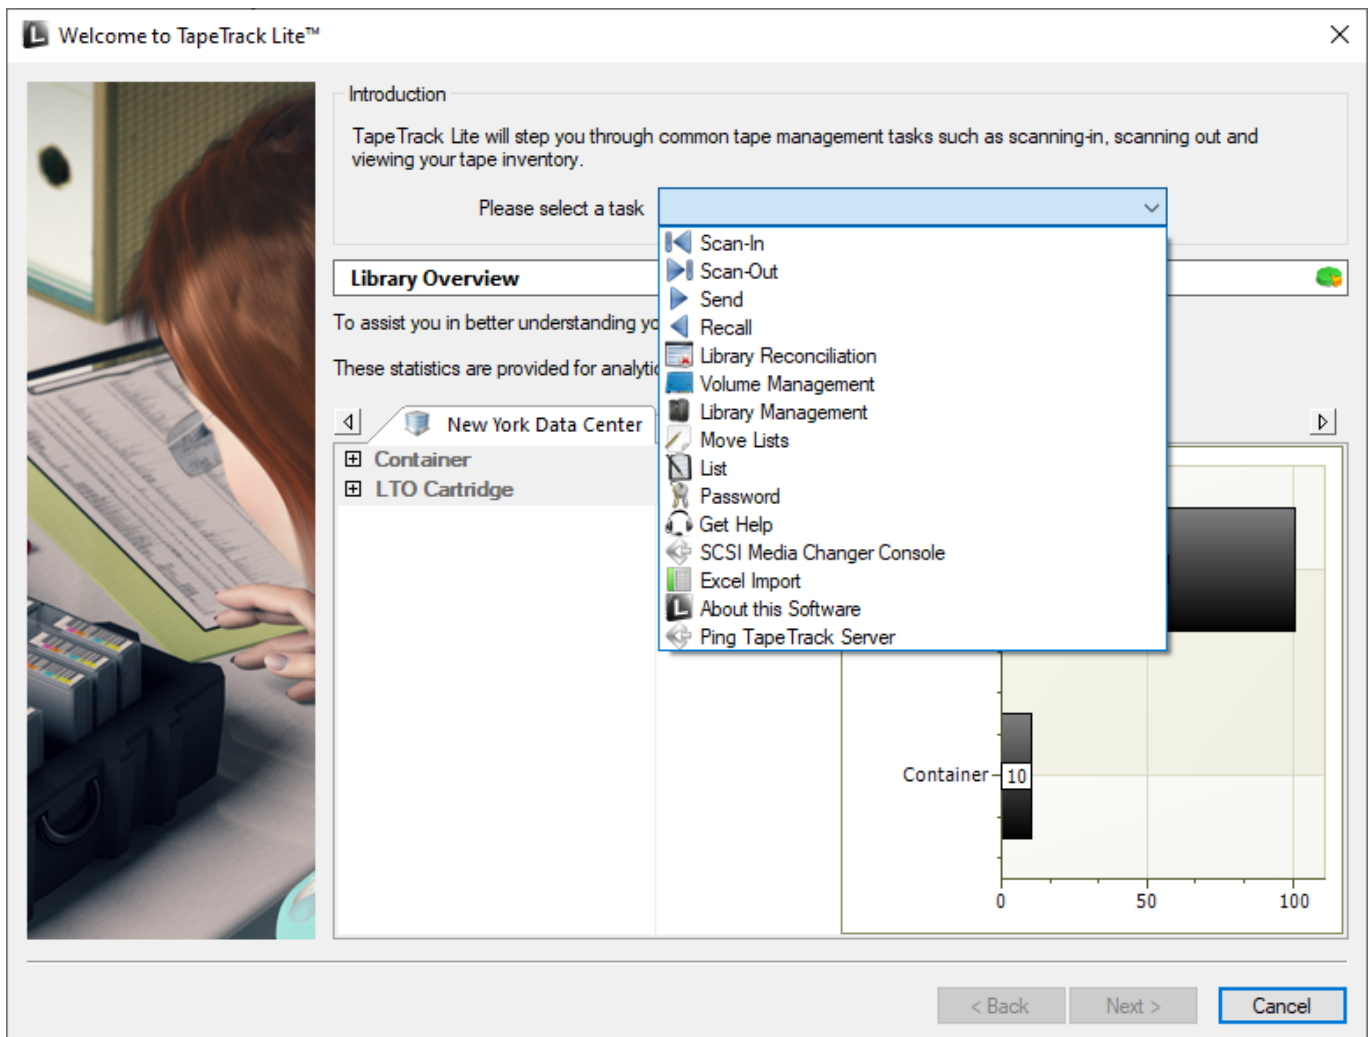 Welcome to TapeTrack Lite™
Introduction
TapeTrack Lite will step you through common tape management tasks such as scanning-in, scanning out and
viewing your tape inventory.
Please select a task
Scan-In
Scan-Out
Send
Recall
Library Reconciliation
Volume Management
Library Management
Move Lists
List
Password
Get Help
SCSI Media Changer Console
Excel Import
About this Software
Ping TapeTrack Server
Library Overview
To assist you in better understanding
These statistics are provided for
New York Data Center
Container
LTO Cartridge
Container
10
0
50
100
< Back
Next >
Cancel